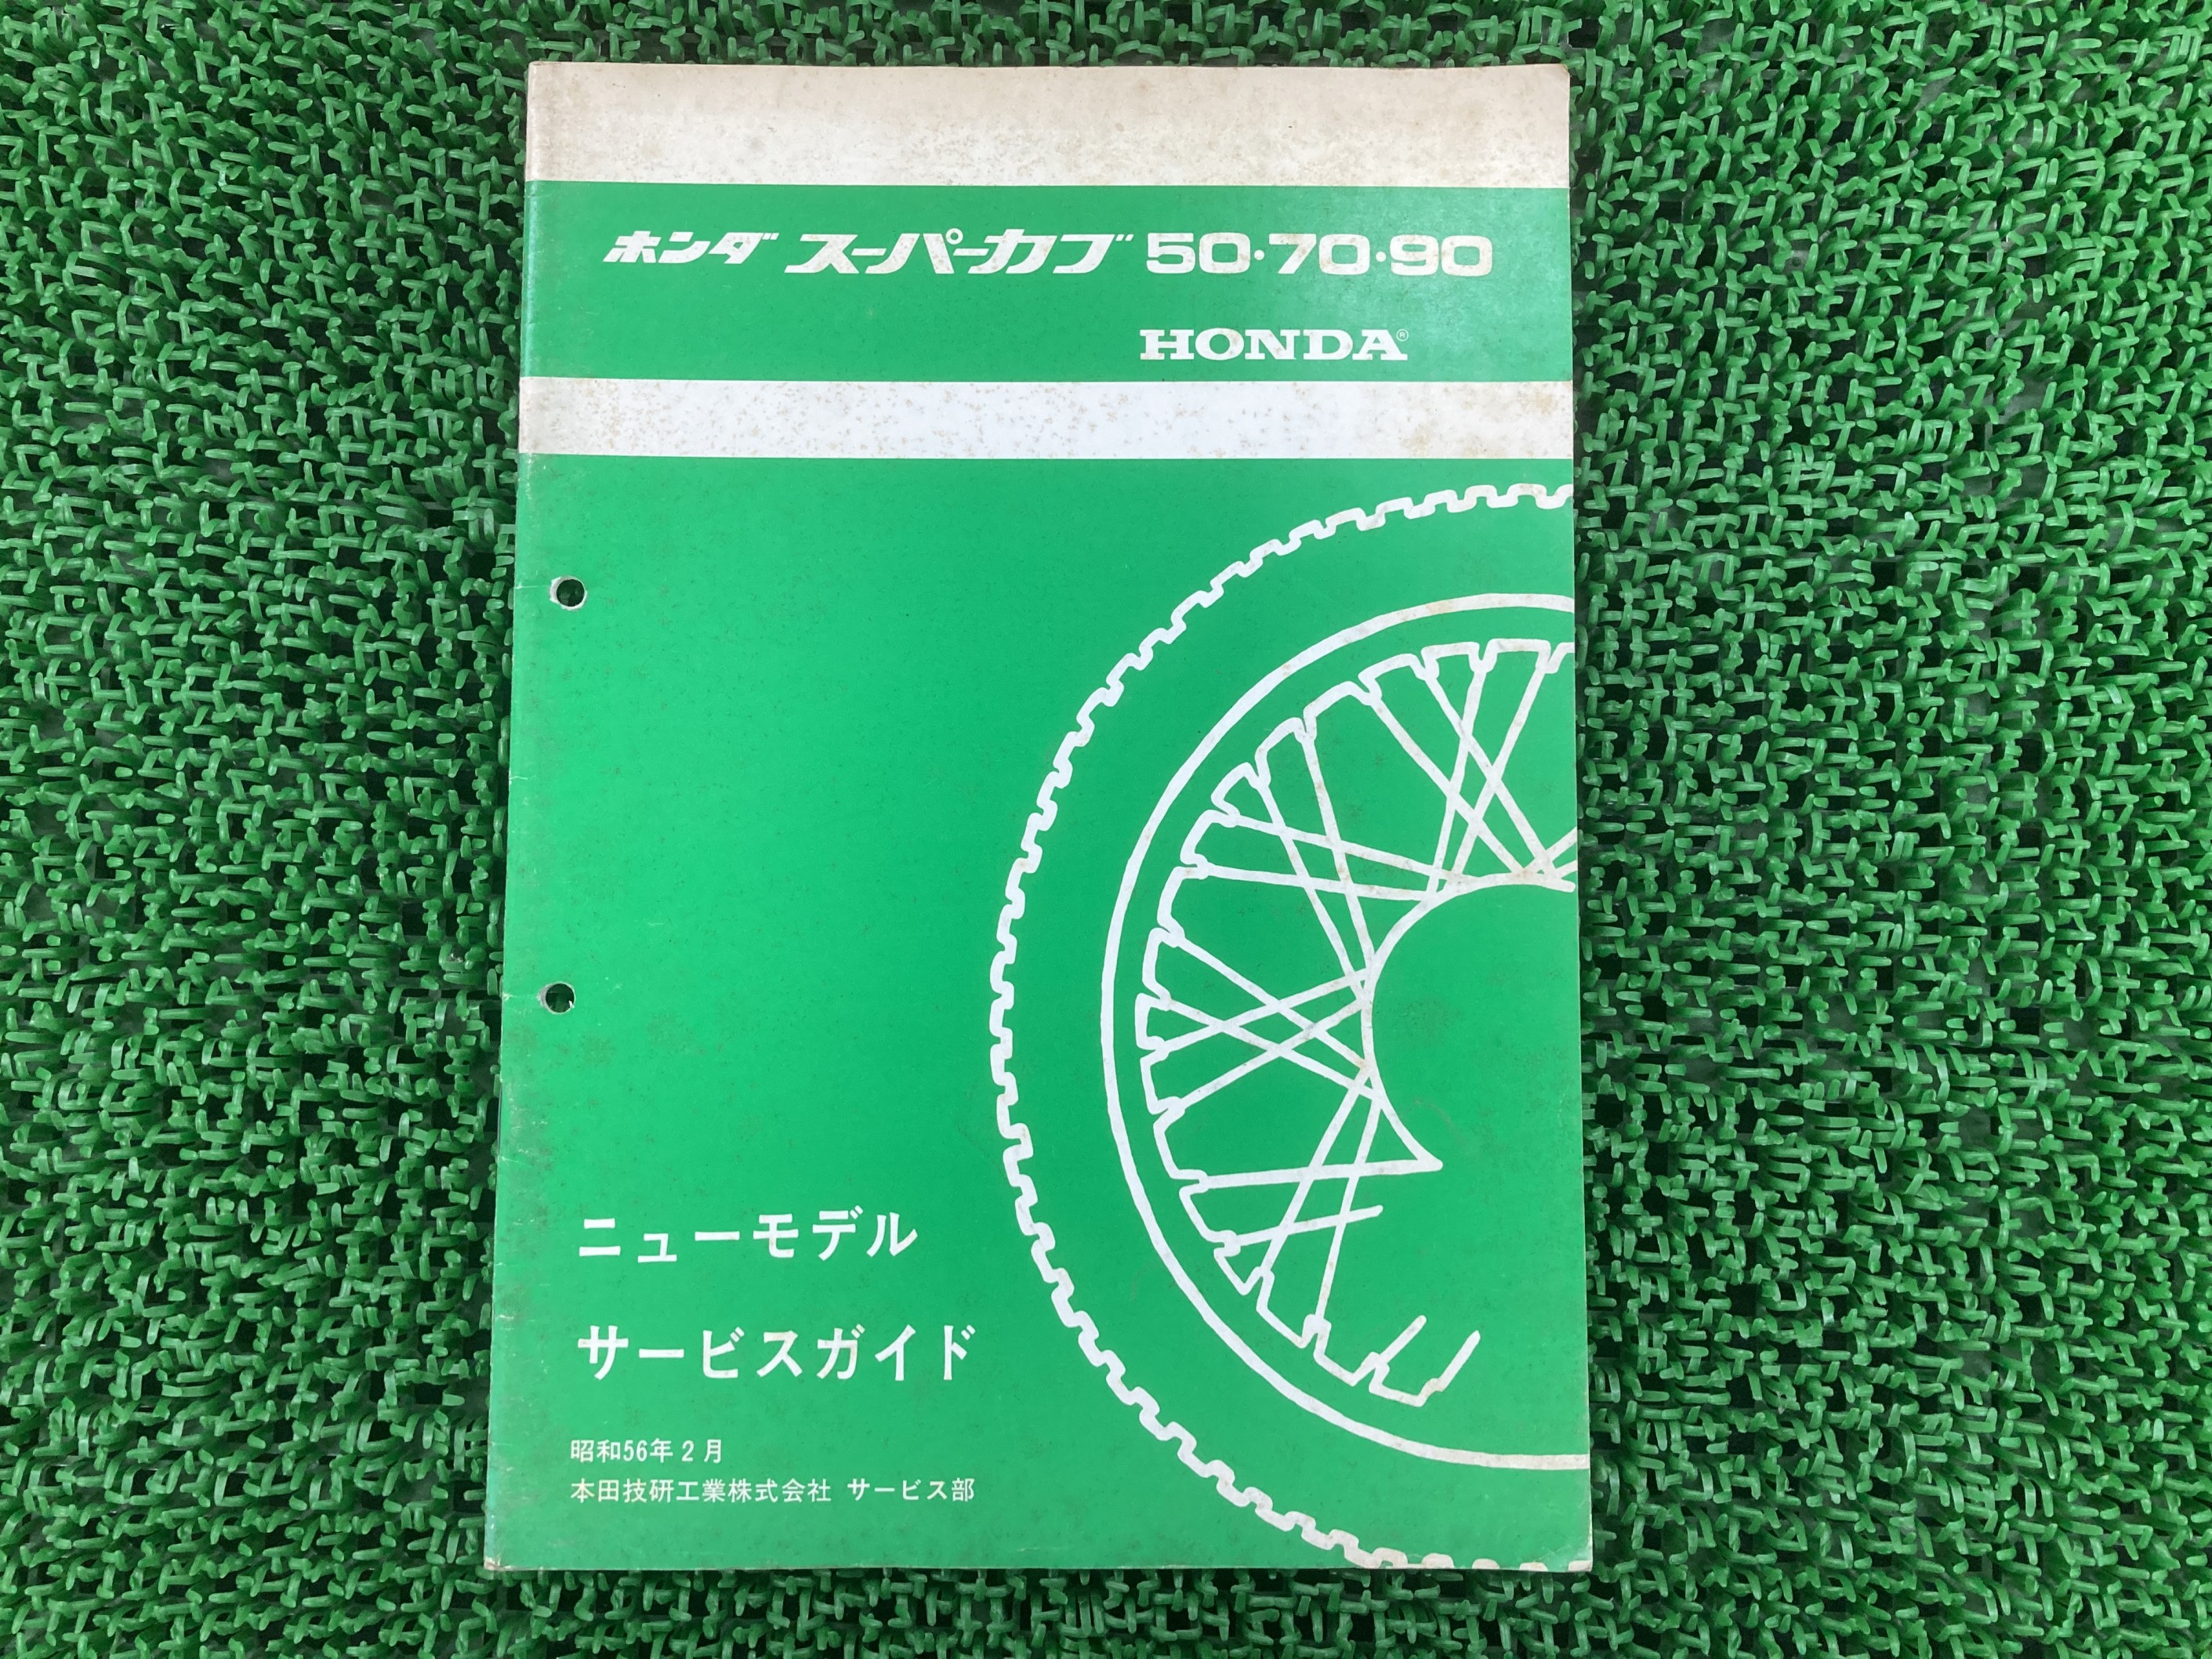 ホンダ スーパーカブ 50・70・90
HONDA®
ニューモデル
サービスガイド
昭和56年2月
本田技研工業株式会社 サービス部